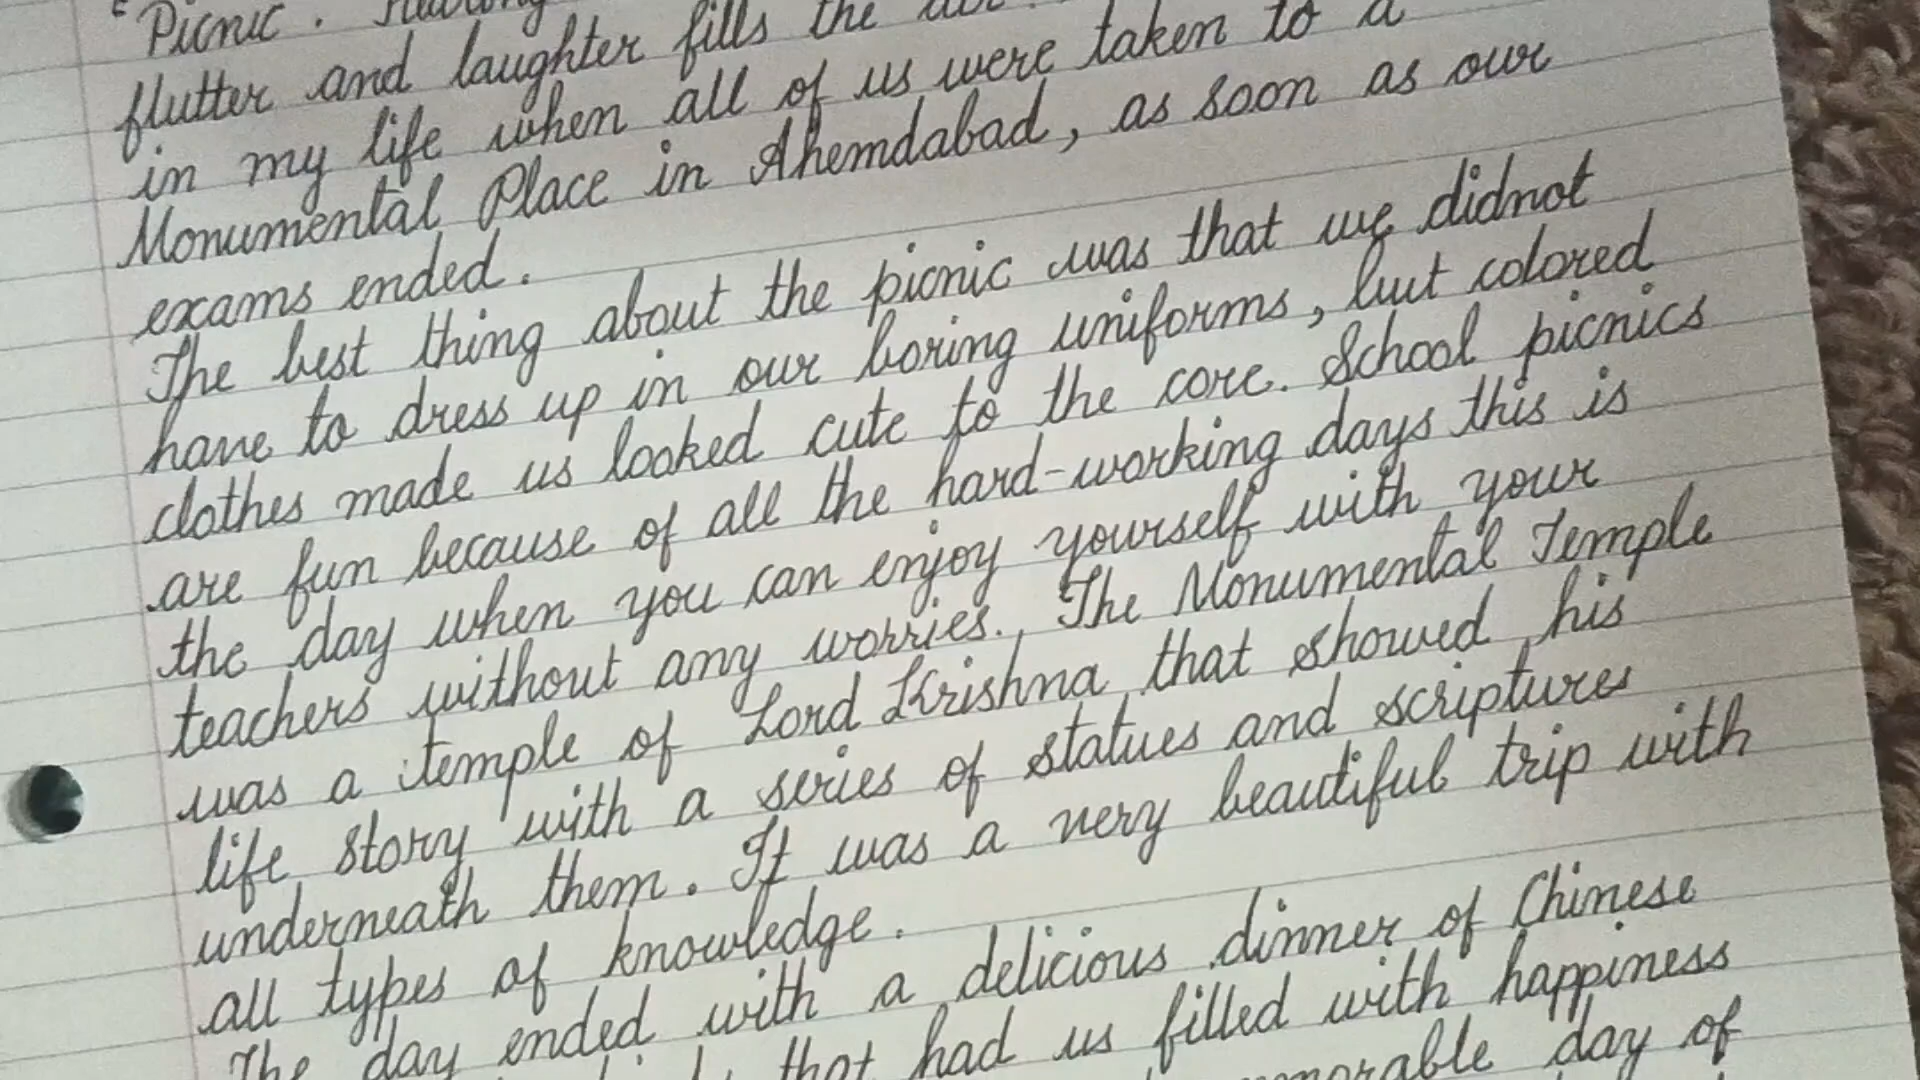 Picnic.
flutter and laughter fills the
in my life when all of us were taken to a
Monumental Place in Ahemdabad, as soon as our
exams ended.
The best thing about the picnic was that we didnot
have to dress up in our boring uniforms, but colored
clothes made us looked cute to the core. School picnics
are fun because of all the hard-working days this is
the day when you can enjoy yourself with your
teachers without any worries. The Monumental Temple
was a temple of Lord Krishna that showed his
life story with a series of statues and scriptures
underneath them. It was a very beautiful trip with
all types of knowledge.
The day ended with a delicious dinner of Chinese
that had us filled with happiness
day of